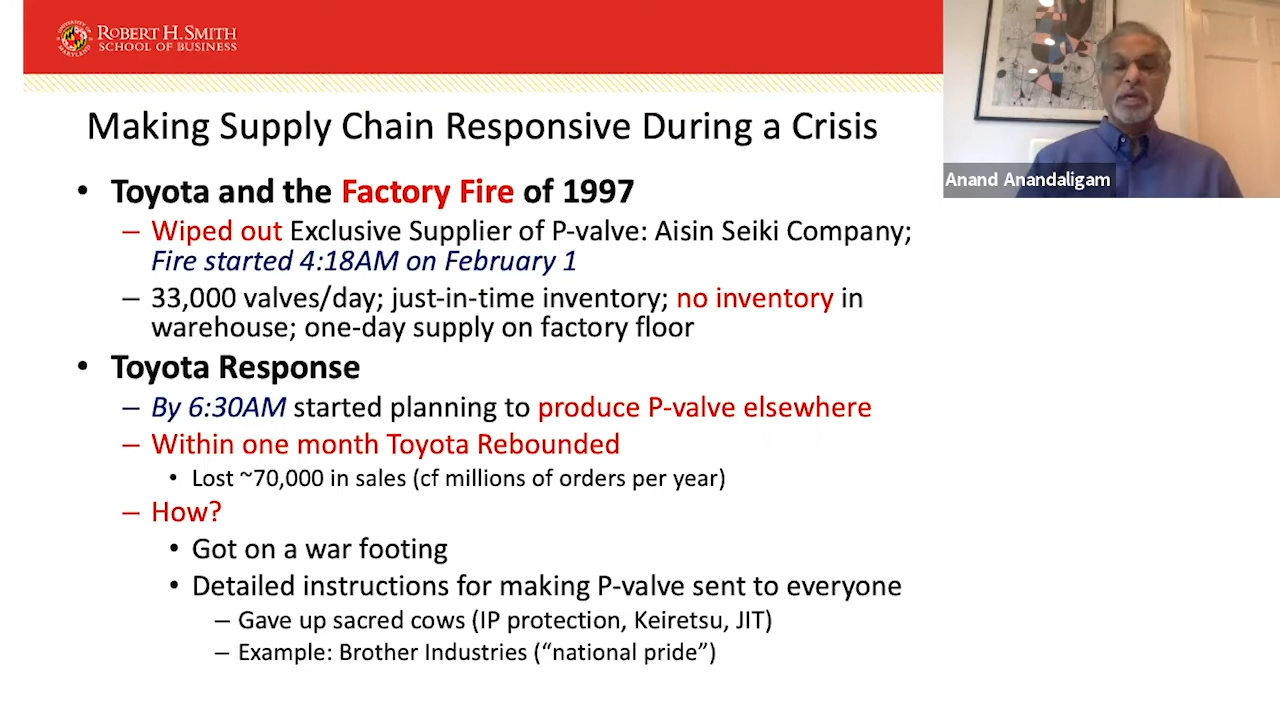 UNIVERSITY OF
MARYLAND
ROBERT H. SMITH
SCHOOL OF BUSINESS
Anand Anandaligam
Making Supply Chain Responsive During a Crisis
• Toyota and the Factory Fire of 1997
– Wiped out Exclusive Supplier of P-valve: Aisin Seiki Company;
Fire started 4:18AM on February 1
– 33,000 valves/day; just-in-time inventory; no inventory in
warehouse; one-day supply on factory floor
• Toyota Response
– By 6:30AM started planning to produce P-valve elsewhere
– Within one month Toyota Rebounded
• Lost ~70,000 in sales (cf millions of orders per year)
– How?
• Got on a war footing
• Detailed instructions for making P-valve sent to everyone
– Gave up sacred cows (IP protection, Keiretsu, JIT)
– Example: Brother Industries (“national pride”)